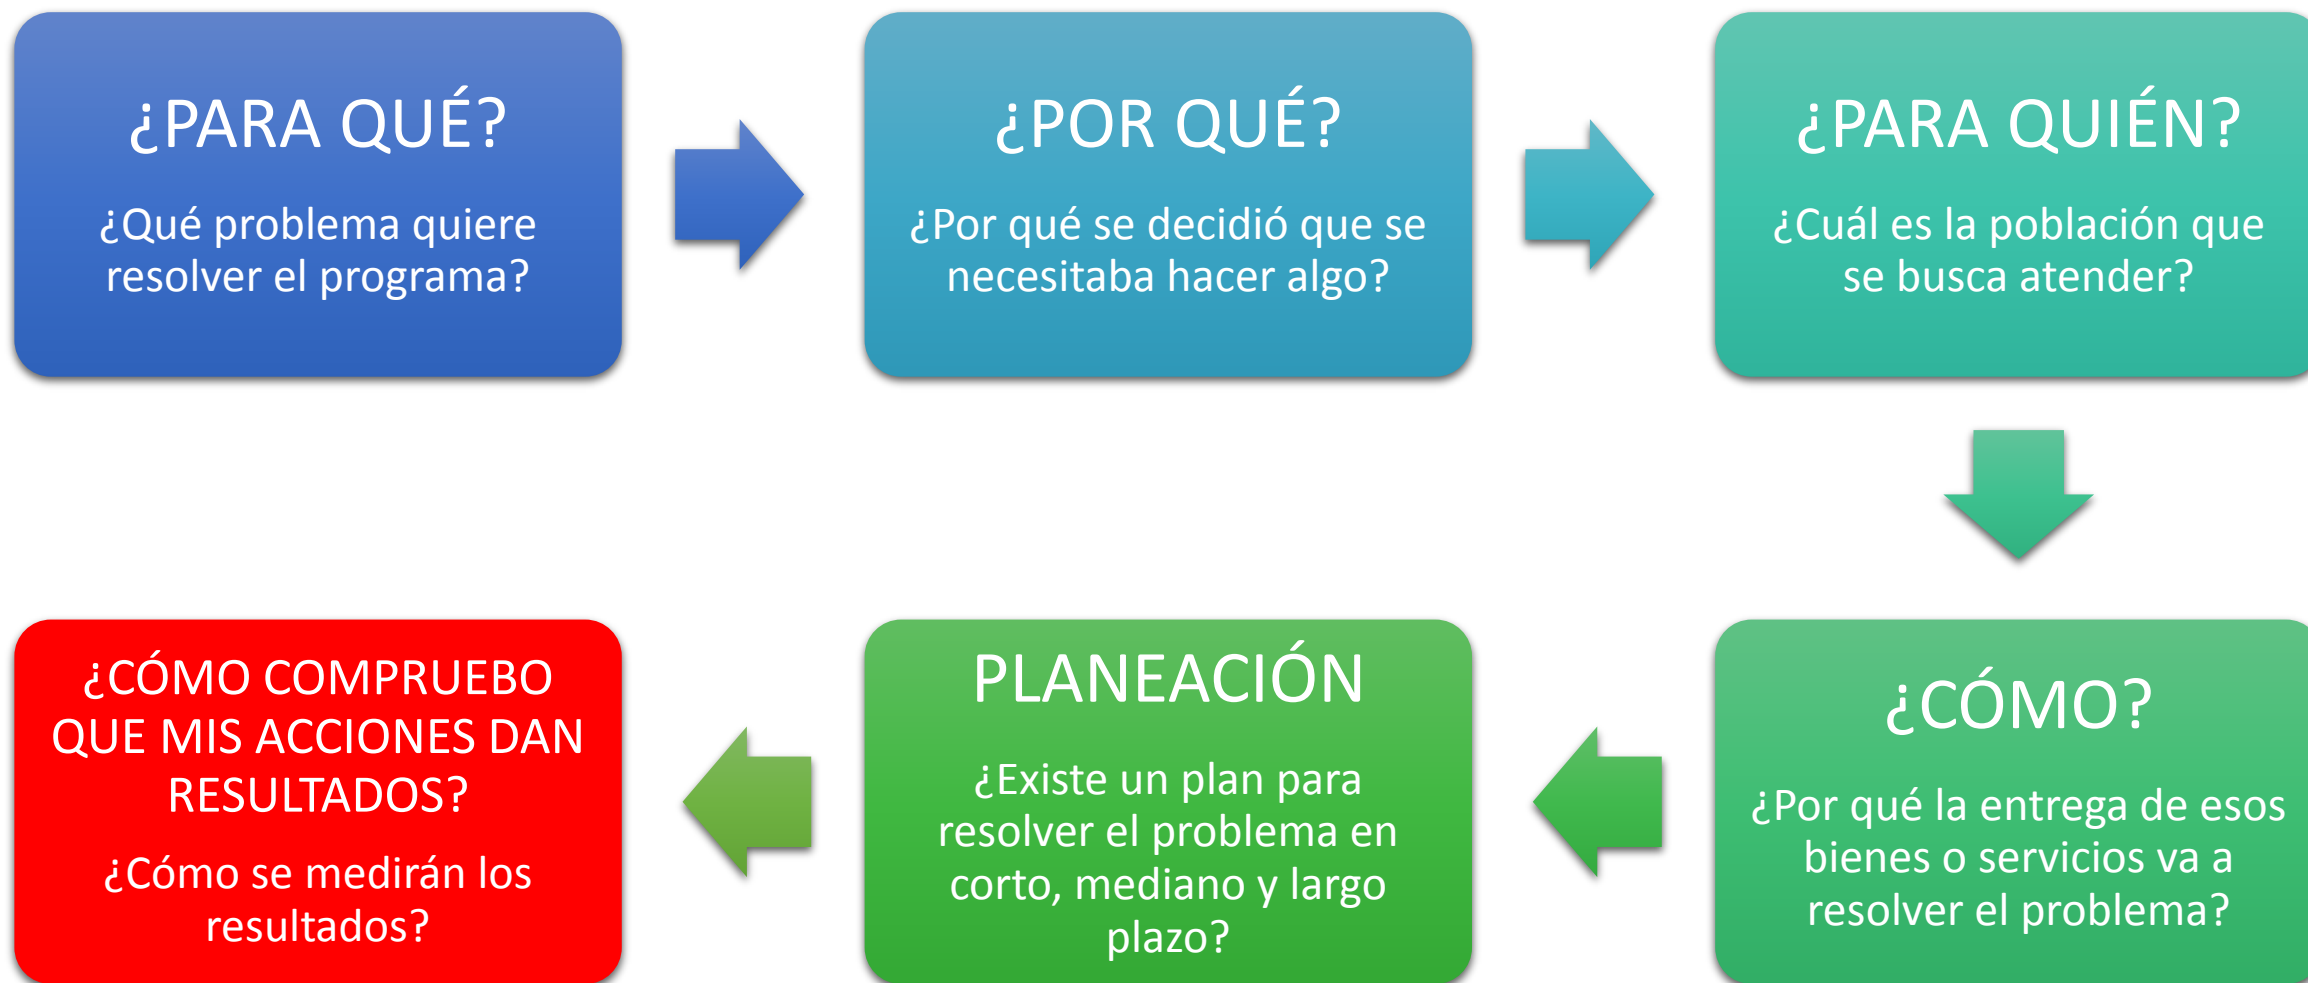 ¿PARA QUÉ?
¿Qué problema quiere
resolver el programa?
¿POR QUÉ?
¿Por qué se decidió que se
necesitaba hacer algo?
¿PARA QUIÉN?
¿Cuál es la población que
se busca atender?
¿CÓMO?
¿Por qué la entrega de esos
bienes o servicios va a
resolver el problema?
PLANEACIÓN
¿Existe un plan para
resolver el problema en
corto, mediano y largo
plazo?
¿CÓMO COMPRUEBO
QUE MIS ACCIONES DAN
RESULTADOS?
¿Cómo se medirán los
resultados?